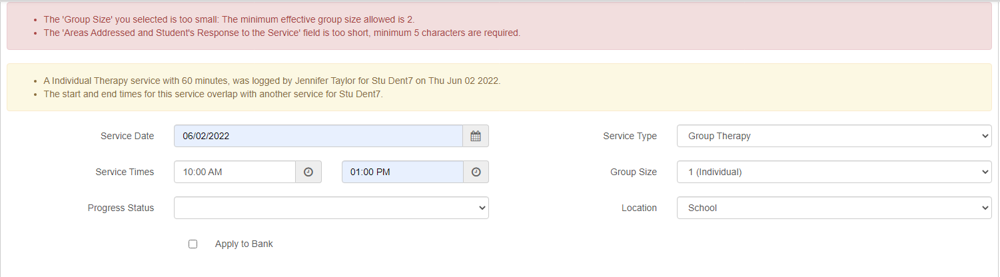 The 'Group Size' you selected is too small: The minimum effective group size allowed is 2.
The 'Areas Addressed and Student's Response to the Service' field is too short, minimum 5 characters are required.
A Individual Therapy service with 60 minutes, was logged by Jennifer Taylor for Stu Dent7 on Thu Jun 02 2022.
The start and end times for this service overlap with another service for Stu Dent7.
Service Date 06/02/2022 Service Type Group Therapy
Service Times 10:00 AM 01:00 PM Group Size 1 (Individual)
Progress Status Location School
Apply to Bank